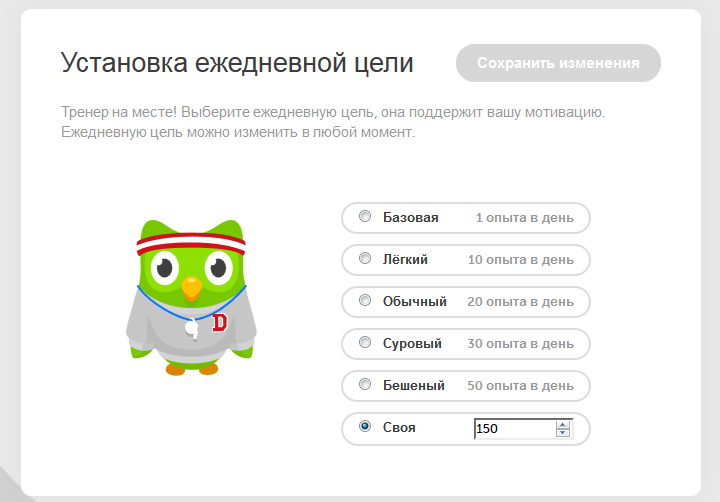 Установка ежедневной цели
Сохранить изменения
Тренер на месте! Выберите ежедневную цель, она поддержит вашу мотивацию.
Ежедневную цель можно изменить в любой момент.
D
Базовая 1 опыта в день
Лёгкий 10 опыта в день
Обычный 20 опыта в день
Суровый 30 опыта в день
Бешеный 50 опыта в день
Своя 150